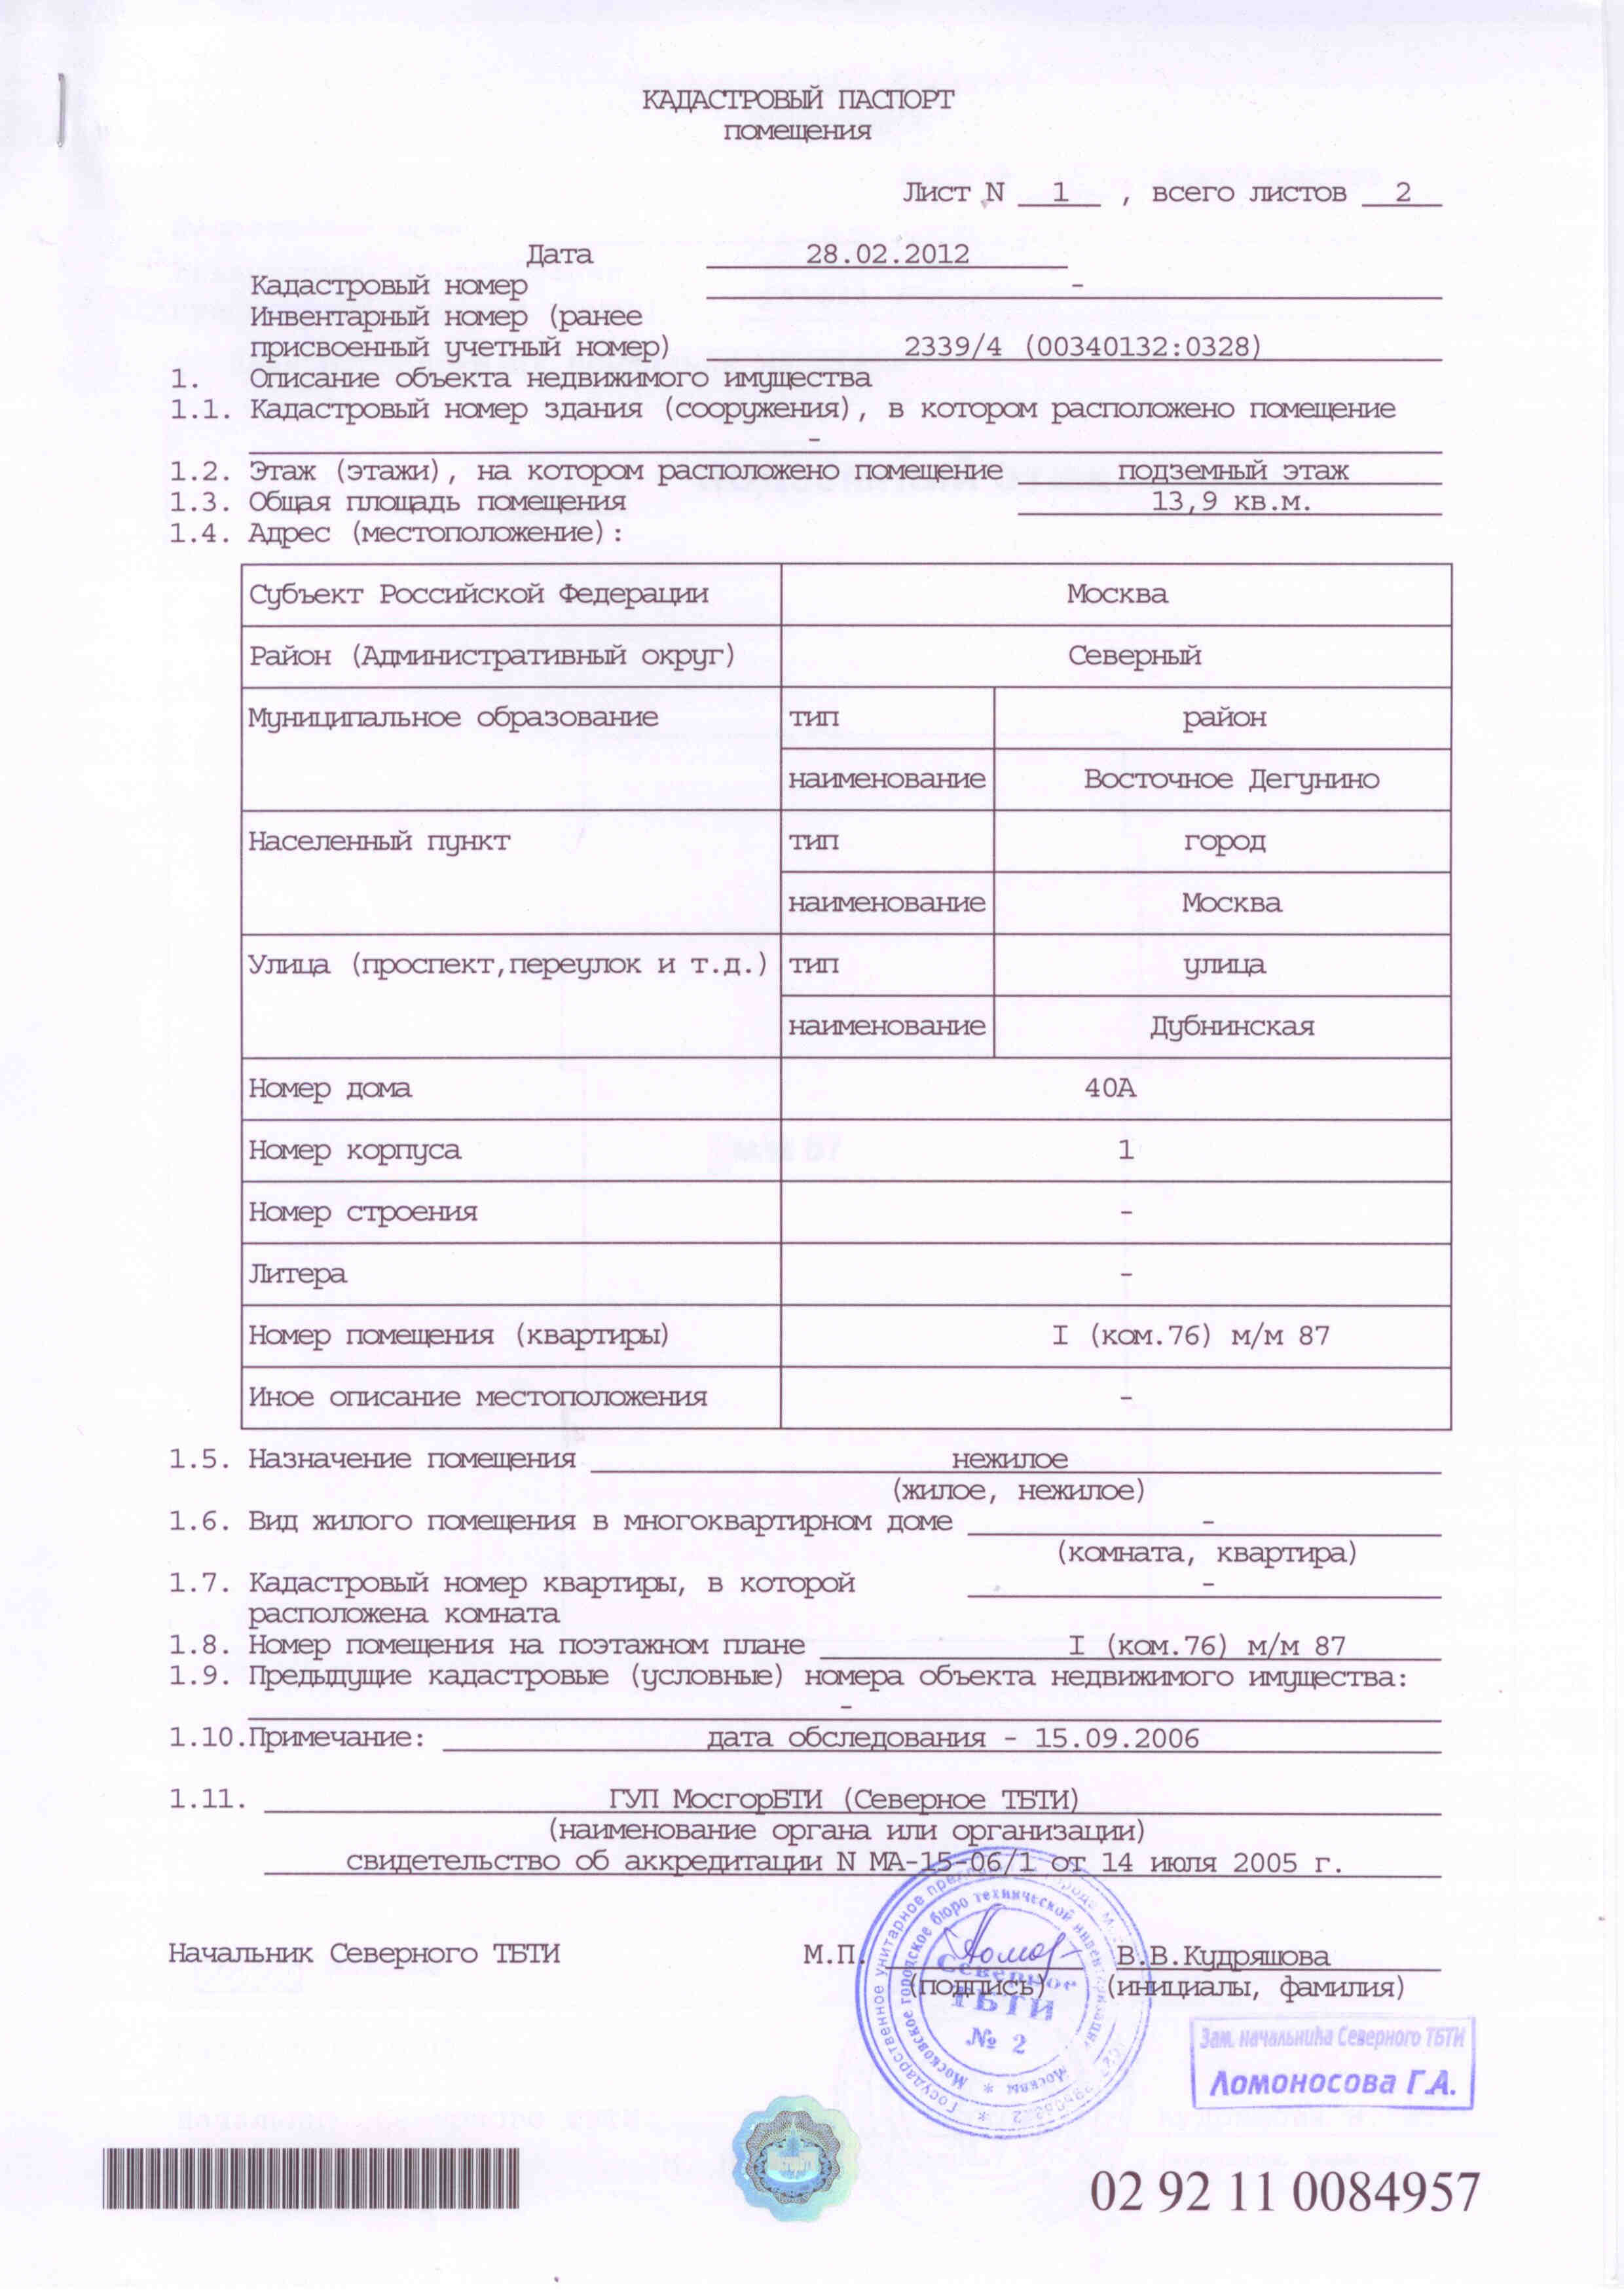 КАДАСТРОВЫЙ ПАСПОРТ
помещения
Лист N 1 , всего листов 2
Дата 28.02.2012
Кадастровый номер -
Инвентарный номер (ранее
присвоенный учетный номер) 2339/4 (00340132:0328)
1. Описание объекта недвижимого имущества
1.1. Кадастровый номер здания (сооружения), в котором расположено помещение
-
1.2. Этаж (этажи), на котором расположено помещение подземный этаж
1.3. Общая площадь помещения 13,9 кв.м.
1.4. Адрес (местоположение):
Субъект Российской Федерации Москва
Район (Административный округ) Северный
Муниципальное образование тип район
наименование Восточное Дегунино
Населенный пункт тип город
наименование Москва
Улица (проспект,переулок и т.д.) тип улица
наименование Дубнинская
Номер дома 40А
Номер корпуса 1
Номер строения -
Литера -
Номер помещения (квартиры) I (ком.76) м/м 87
Иное описание местоположения -
1.5. Назначение помещения нежилое
(жилое, нежилое)
1.6. Вид жилого помещения в многоквартирном доме -
(комната, квартира)
1.7. Кадастровый номер квартиры, в которой -
расположена комната
1.8. Номер помещения на поэтажном плане I (ком.76) м/м 87
1.9. Предыдущие кадастровые (условные) номера объекта недвижимого имущества:
-
1.10.Примечание: дата обследования - 15.09.2006
1.11. ГУП МосгорБТИ (Северное ТБТИ)
(наименование органа или организации)
свидетельство об аккредитации N МА-15-06/1 от 14 июля 2005 г.
Начальник Северного ТБТИ М.П. В.В.Кудряшова
(подпись) (инициалы, фамилия)
Государственное унитарное
Московское городское бюро технической инвентаризации
Москвы
Северное
ТБТИ
№ 2
Зам. начальника Северного ТБТИ
Ломоносова Г.А.
02 92 11 0084957